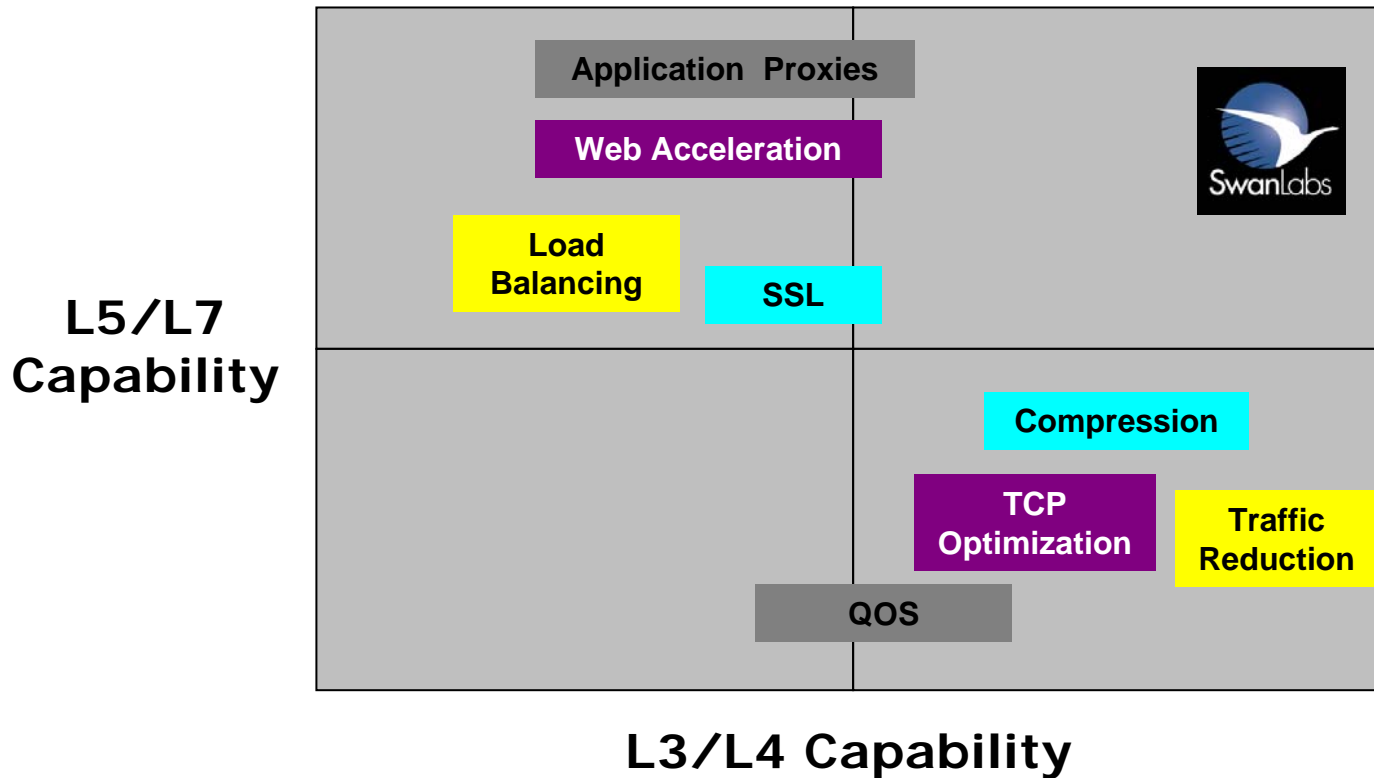 Application Proxies
Web Acceleration
SwanLabs
Load
Balancing
SSL
L5/L7
Capability
Compression
TCP
Optimization
Traffic
Reduction
QOS
L3/L4 Capability